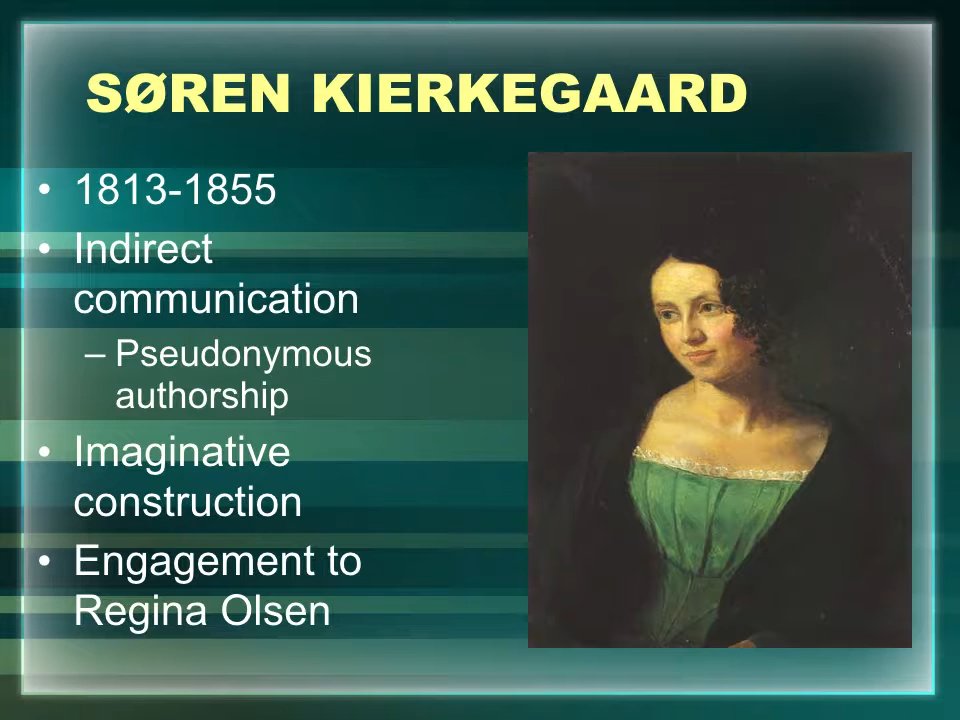 SØREN KIERKEGAARD
• 1813-1855
• Indirect
communication
– Pseudonymous
authorship
• Imaginative
construction
• Engagement to
Regina Olsen